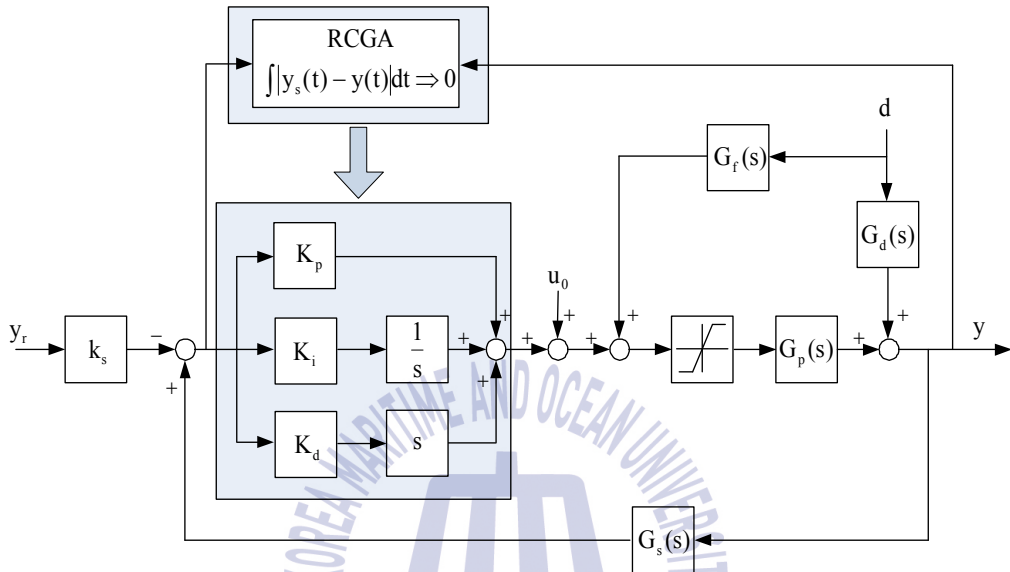 RCGA
∫|y_s(t) − y(t)|dt ⇒ 0
d
G_f(s)
G_d(s)
K_p
u_0
y_r
k_s
−
+
K_i
1/s
+
+
+
+
+
+
+
G_p(s)
+
+
y
K_d
s
G_s(s)
KOREA MARITIME AND OCEAN UNIVERSITY